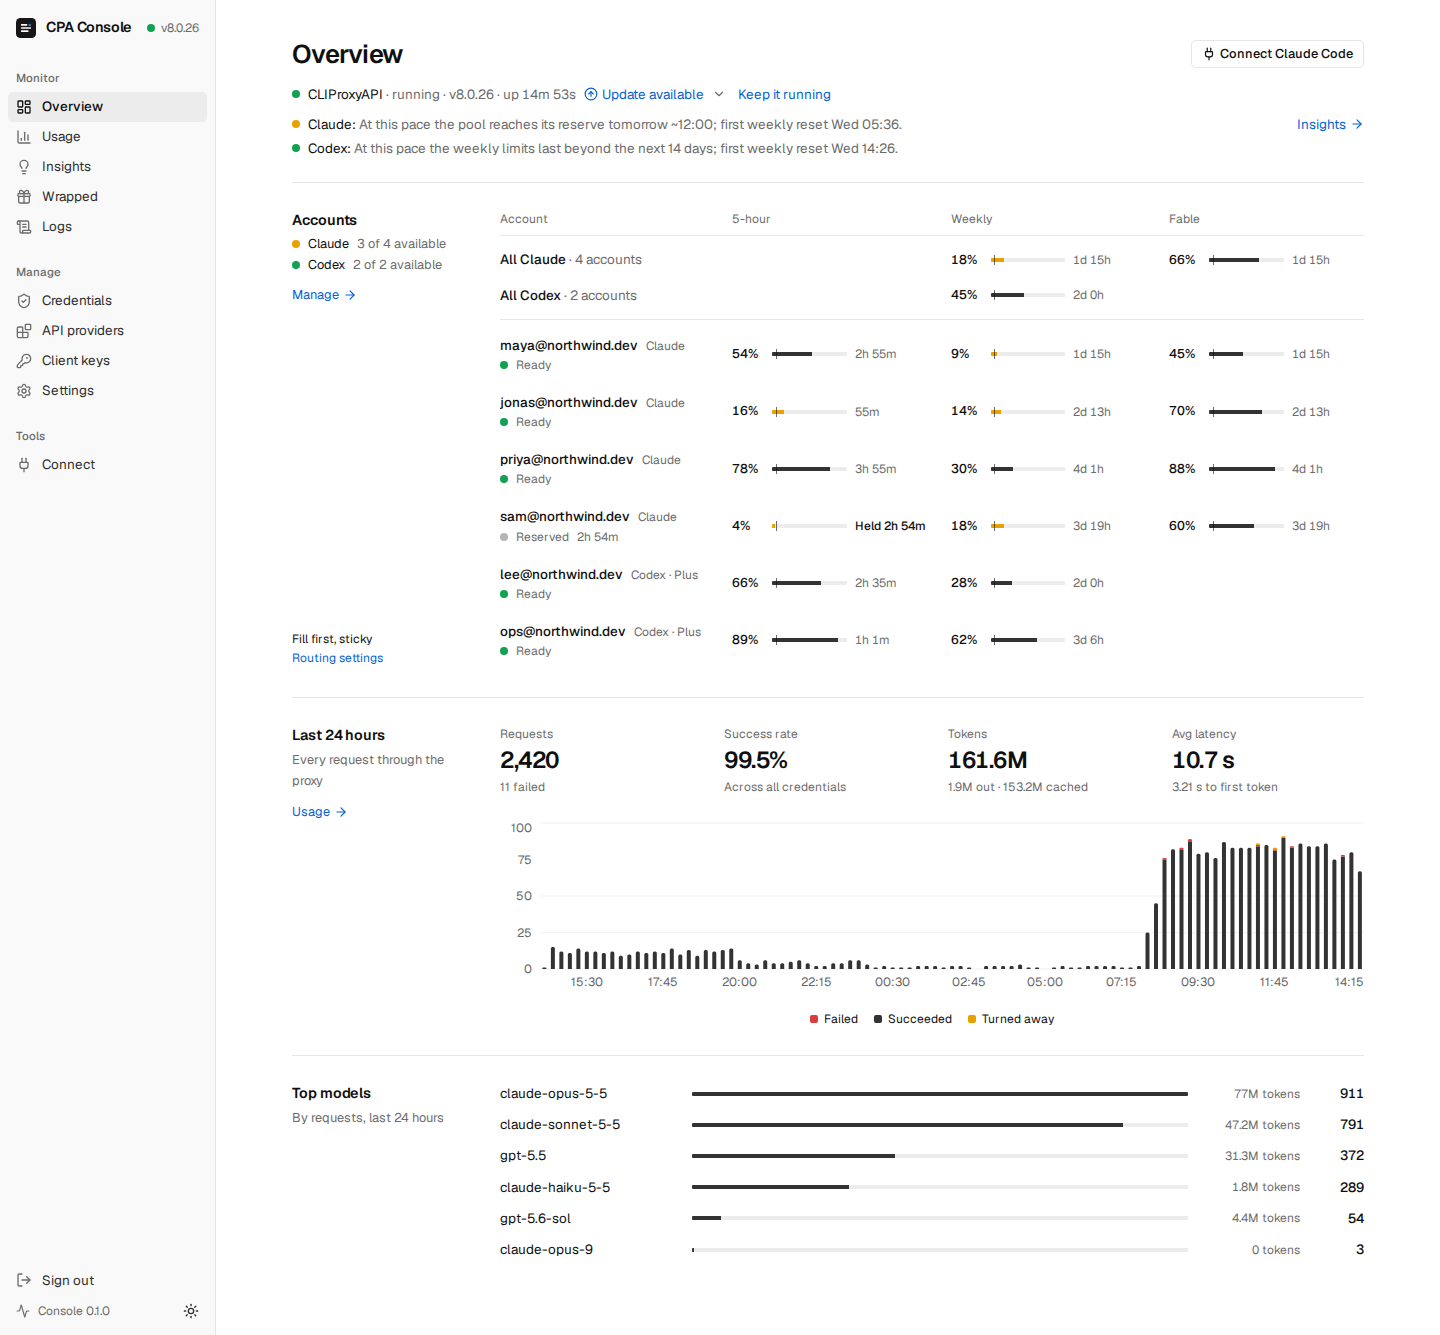 CPA Console v8.0.26
Monitor
Overview
Usage
Insights
Wrapped
Logs
Manage
Credentials
API providers
Client keys
Settings
Tools
Connect
Sign out
Console 0.1.0
Overview
Connect Claude Code
CLIProxyAPI · running · v8.0.26 · up 14m 53s Update available Keep it running
Claude: At this pace the pool reaches its reserve tomorrow ~12:00; first weekly reset Wed 05:36.
Insights →
Codex: At this pace the weekly limits last beyond the next 14 days; first weekly reset Wed 14:26.
Accounts
Claude 3 of 4 available
Codex 2 of 2 available
Manage →
Fill first, sticky
Routing settings
Account 5-hour Weekly Fable
All Claude · 4 accounts 18% 1d 15h 66% 1d 15h
All Codex · 2 accounts 45% 2d 0h
maya@northwind.dev Claude
Ready
54% 2h 55m 9% 1d 15h 45% 1d 15h
jonas@northwind.dev Claude
Ready
16% 55m 14% 2d 13h 70% 2d 13h
priya@northwind.dev Claude
Ready
78% 3h 55m 30% 4d 1h 88% 4d 1h
sam@northwind.dev Claude
Reserved 2h 54m
4% Held 2h 54m 18% 3d 19h 60% 3d 19h
lee@northwind.dev Codex · Plus
Ready
66% 2h 35m 28% 2d 0h
ops@northwind.dev Codex · Plus
Ready
89% 1h 1m 62% 3d 6h
Last 24 hours
Every request through the
proxy
Usage →
Requests
2,420
11 failed
Success rate
99.5%
Across all credentials
Tokens
161.6M
1.9M out · 153.2M cached
Avg latency
10.7 s
3.21 s to first token
100
75
50
25
0
15:30 17:45 20:00 22:15 00:30 02:45 05:00 07:15 09:30 11:45 14:15
Failed Succeeded Turned away
Top models
By requests, last 24 hours
claude-opus-5-5 77M tokens 911
claude-sonnet-5-5 47.2M tokens 791
gpt-5.5 31.3M tokens 372
claude-haiku-5-5 1.8M tokens 289
gpt-5.6-sol 4.4M tokens 54
claude-opus-9 0 tokens 3